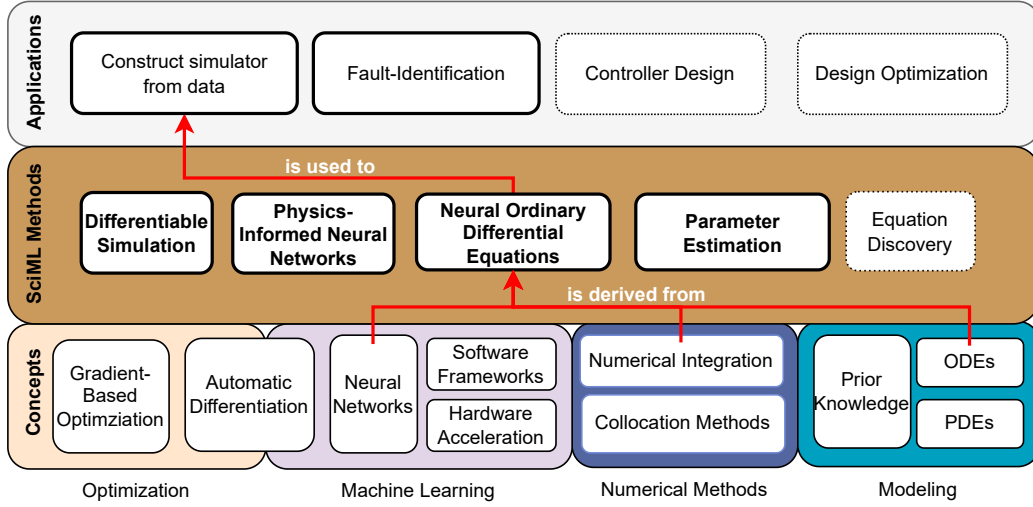 Applications
Construct simulator
from data
Fault-Identification
Controller Design
Design Optimization
is used to
SciML Methods
Differentiable
Simulation
Physics-
Informed Neural
Networks
Neural Ordinary
Differential
Equations
Parameter
Estimation
Equation
Discovery
is derived from
Concepts
Gradient-
Based
Optimziation
Automatic
Differentiation
Neural
Networks
Software
Frameworks
Hardware
Acceleration
Numerical Integration
Collocation Methods
Prior
Knowledge
ODEs
PDEs
Optimization
Machine Learning
Numerical Methods
Modeling